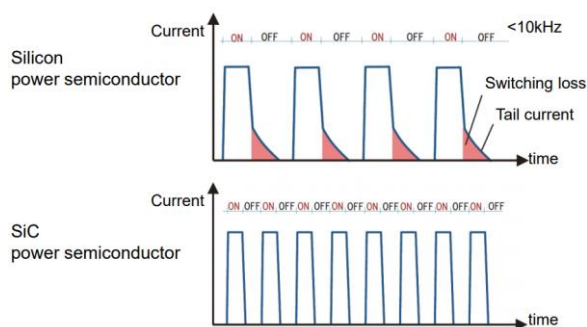 Current
ON OFF ON OFF ON OFF ON OFF
<10kHz
Silicon
power semiconductor
Switching loss
Tail current
time
Current
ON OFF ON OFF ON OFF ON OFF ON OFF ON OFF ON OFF ON OFF
SiC
power semiconductor
time